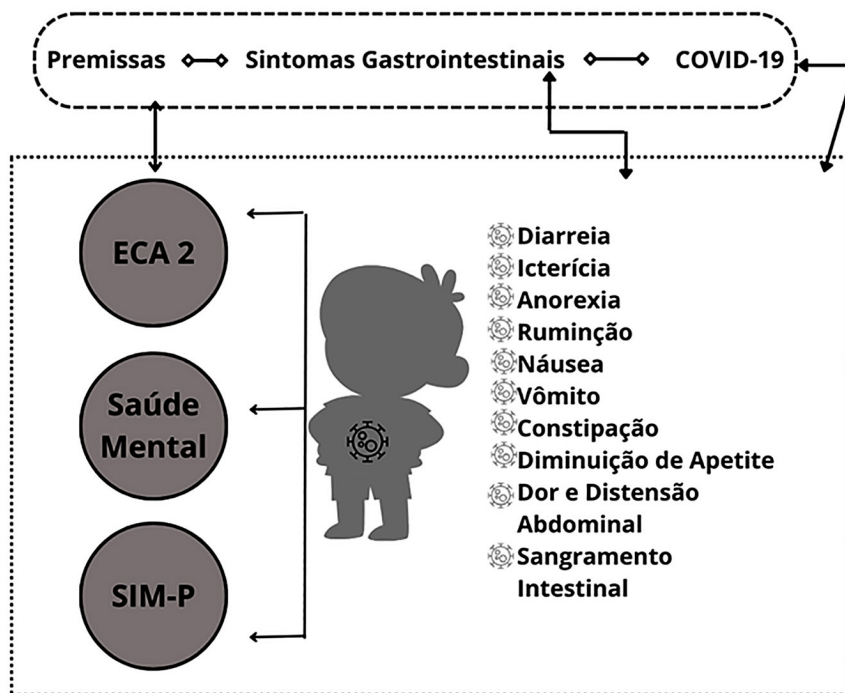 Premissas Sintomas Gastrointestinais COVID-19
ECA 2
Saúde
Mental
SIM-P
Diarreia
Icterícia
Anorexia
Ruminção
Náusea
Vômito
Constipação
Diminuição de Apetite
Dor e Distensão
Abdominal
Sangramento
Intestinal